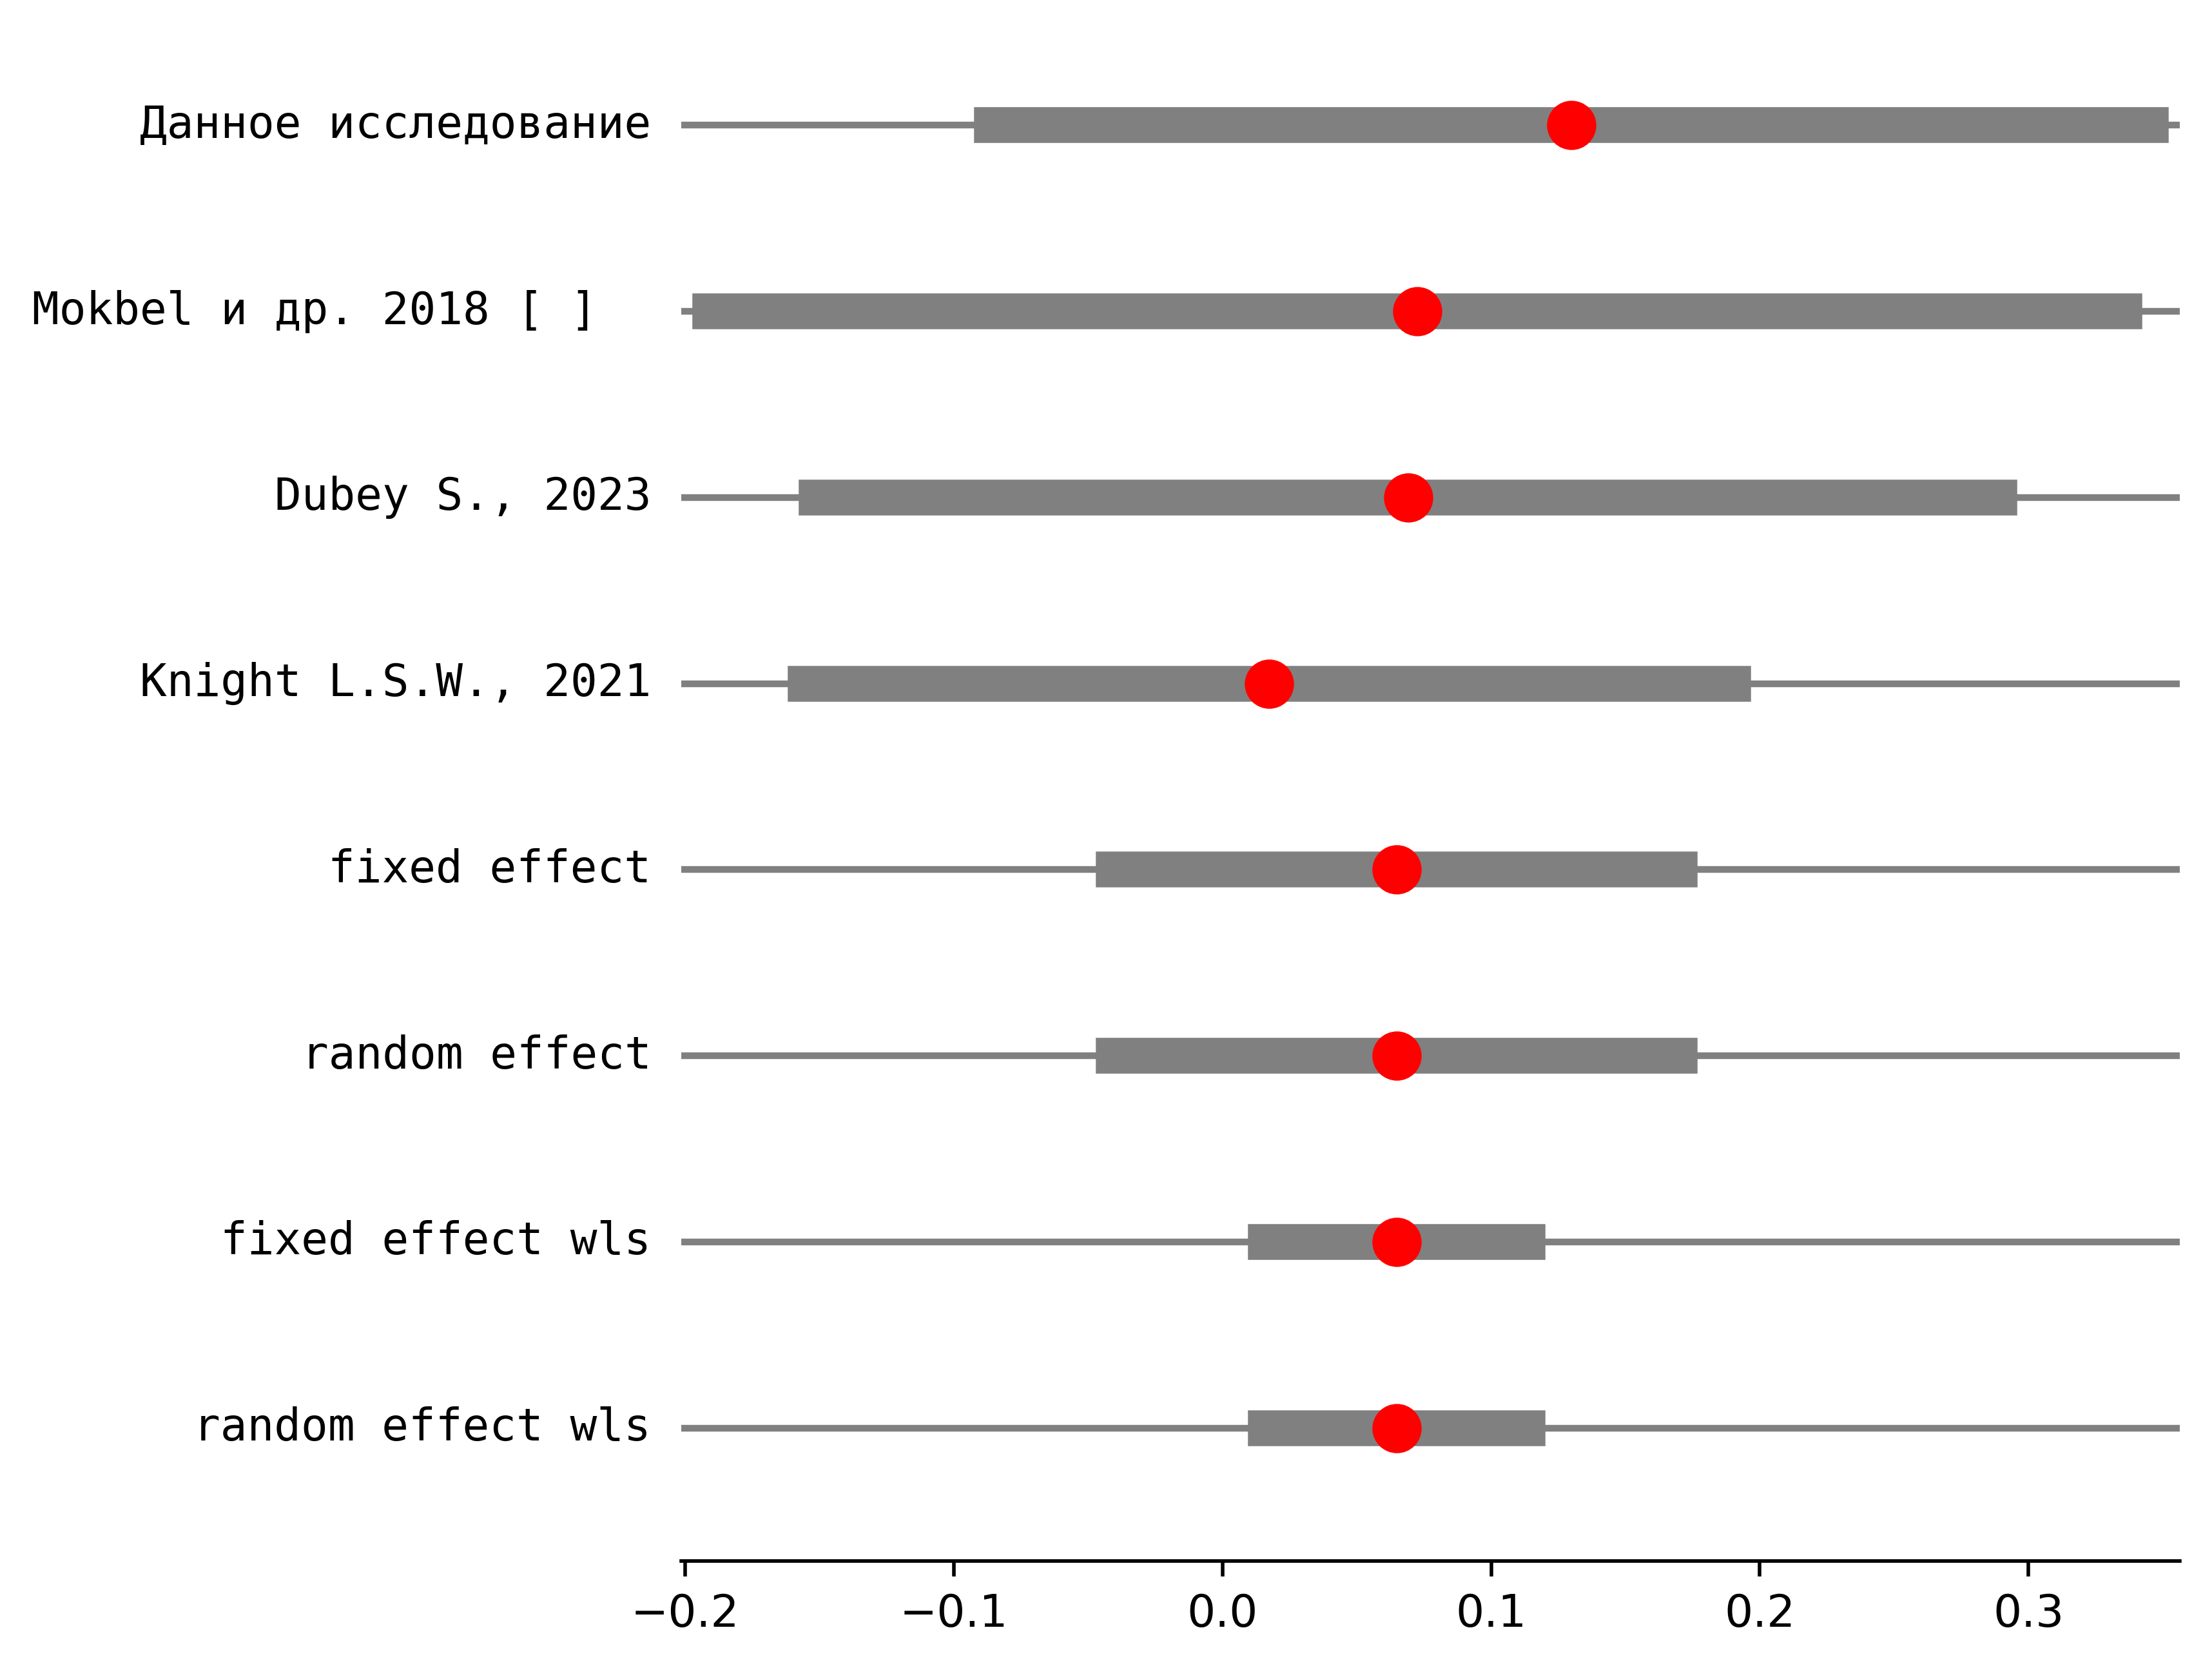 Данное исследование
Mokbel и др. 2018 [ ]
Dubey S., 2023
Knight L.S.W., 2021
fixed effect
random effect
fixed effect wls
random effect wls
−0.2 −0.1 0.0 0.1 0.2 0.3